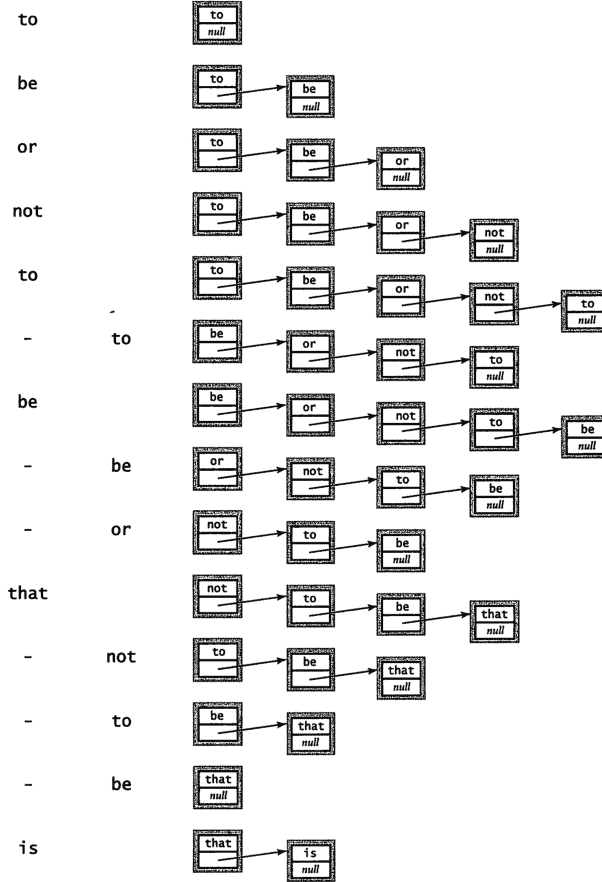 to to
null
be to be
null
or to be or
null
not to be or not
null
to to be or not to
null
- to be or not to
null
be be or not to be
null
- be or not to be
null
- or not to be
null
that not to be that
null
- not to be that
null
- to be that
null
- be that
null
is that is
null